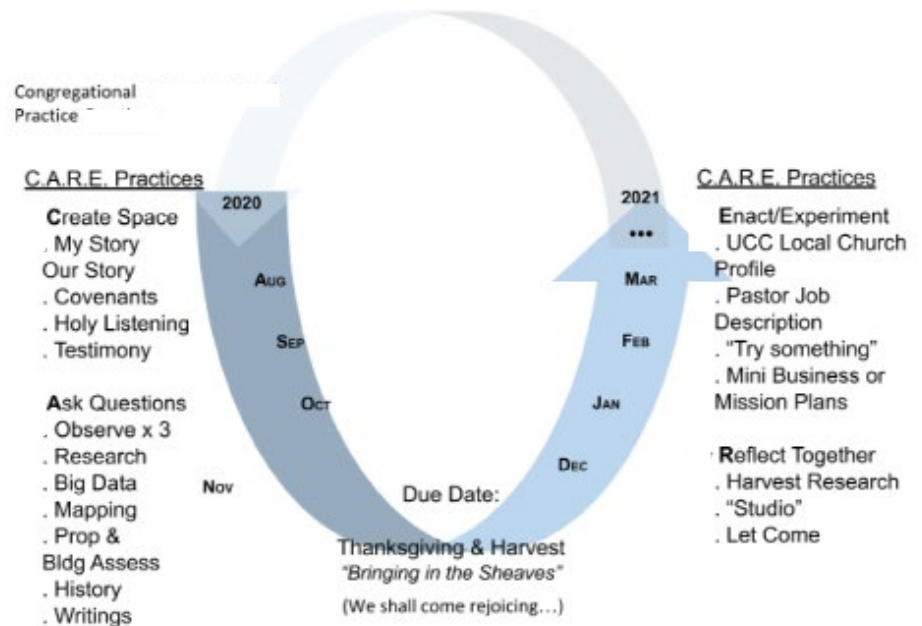 Congregational
Practice
C.A.R.E. Practices
Create Space
. My Story
Our Story
. Covenants
. Holy Listening
. Testimony
Ask Questions
. Observe x 3
. Research
. Big Data
. Mapping
. Prop &
Bldg Assess
. History
. Writings
2020
Aug
Sep
Oct
Nov
Due Date:
Thanksgiving & Harvest
"Bringing in the Sheaves"
(We shall come rejoicing...)
2021
...
Mar
Feb
Jan
Dec
C.A.R.E. Practices
Enact/Experiment
. UCC Local Church
Profile
. Pastor Job
Description
. "Try something"
. Mini Business or
Mission Plans
Reflect Together
. Harvest Research
. "Studio"
. Let Come